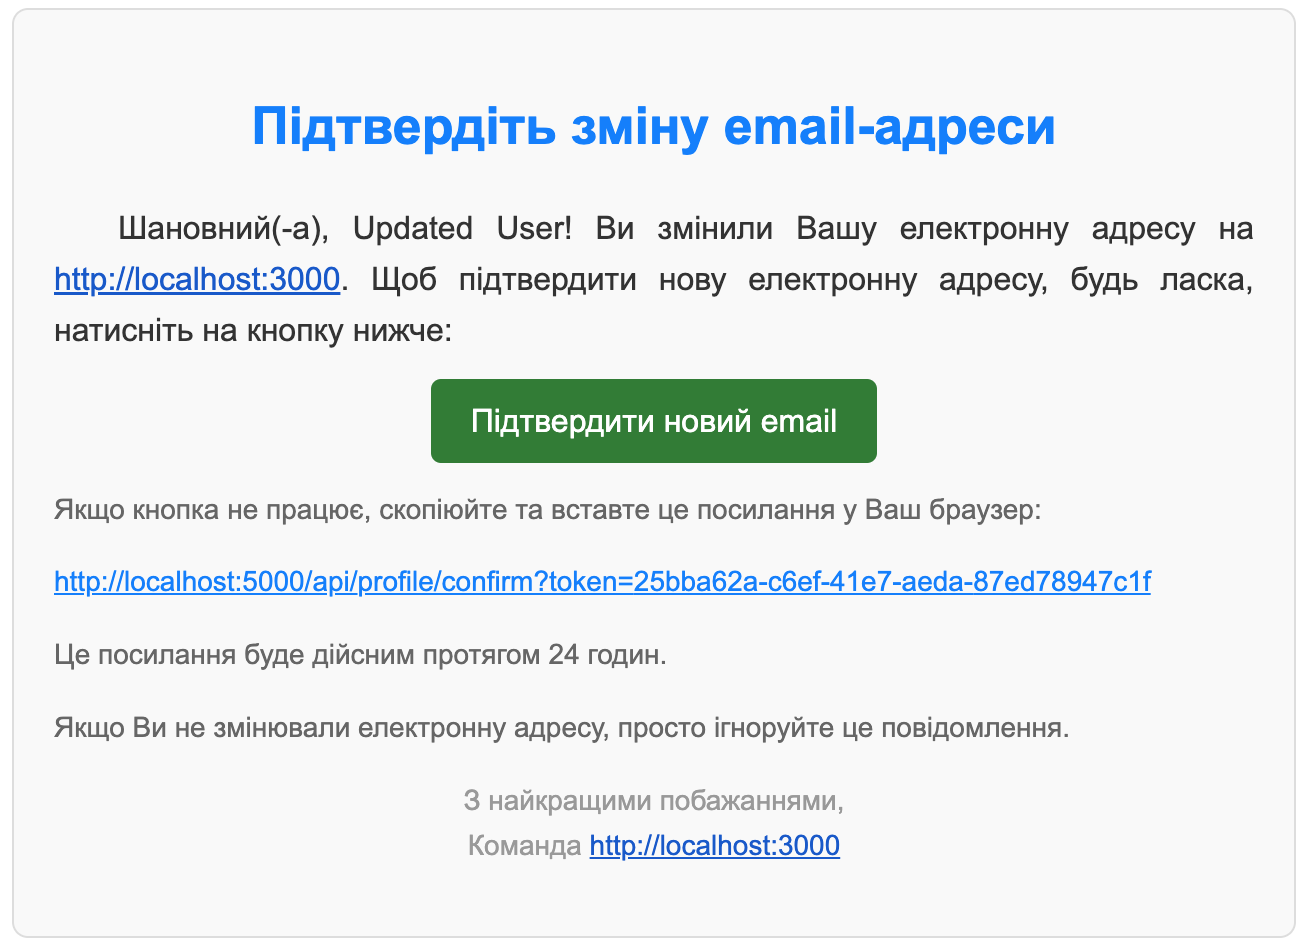 Підтвердіть зміну email-адреси
Шановний(-а), Updated User! Ви змінили Вашу електронну адресу на
http://localhost:3000. Щоб підтвердити нову електронну адресу, будь ласка,
натисніть на кнопку нижче:
Підтвердити новий email
Якщо кнопка не працює, скопіюйте та вставте це посилання у Ваш браузер:
http://localhost:5000/api/profile/confirm?token=25bba62a-c6ef-41e7-aeda-87ed78947c1f
Це посилання буде дійсним протягом 24 годин.
Якщо Ви не змінювали електронну адресу, просто ігноруйте це повідомлення.
З найкращими побажаннями,
Команда http://localhost:3000